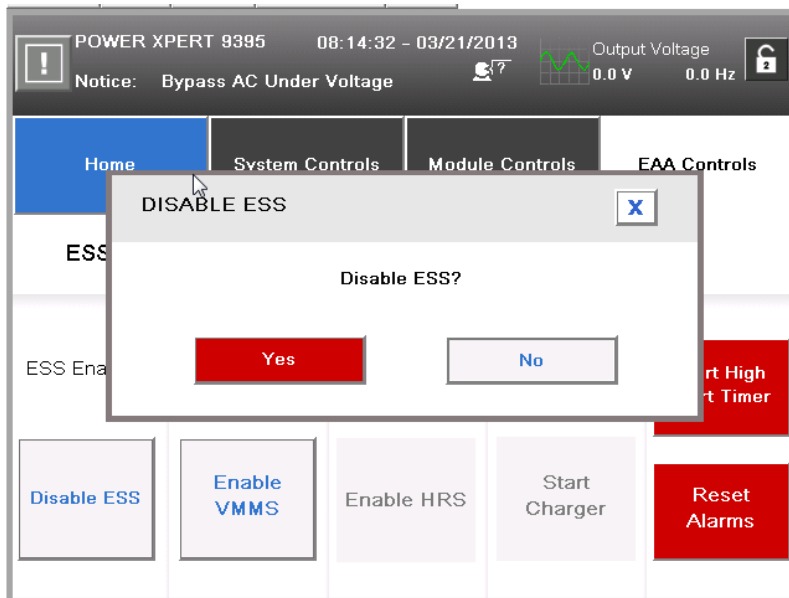 POWER XPERT 9395 08:14:32 - 03/21/2013
Notice: Bypass AC Under Voltage
?
Output Voltage
0.0 V 0.0 Hz
2
Home System Controls Module Controls EAA Controls
DISABLE ESS X
ESS
Disable ESS?
Yes No
ESS Ena
rt High
rt Timer
Disable ESS
Enable
VMMS
Enable HRS
Start
Charger
Reset
Alarms